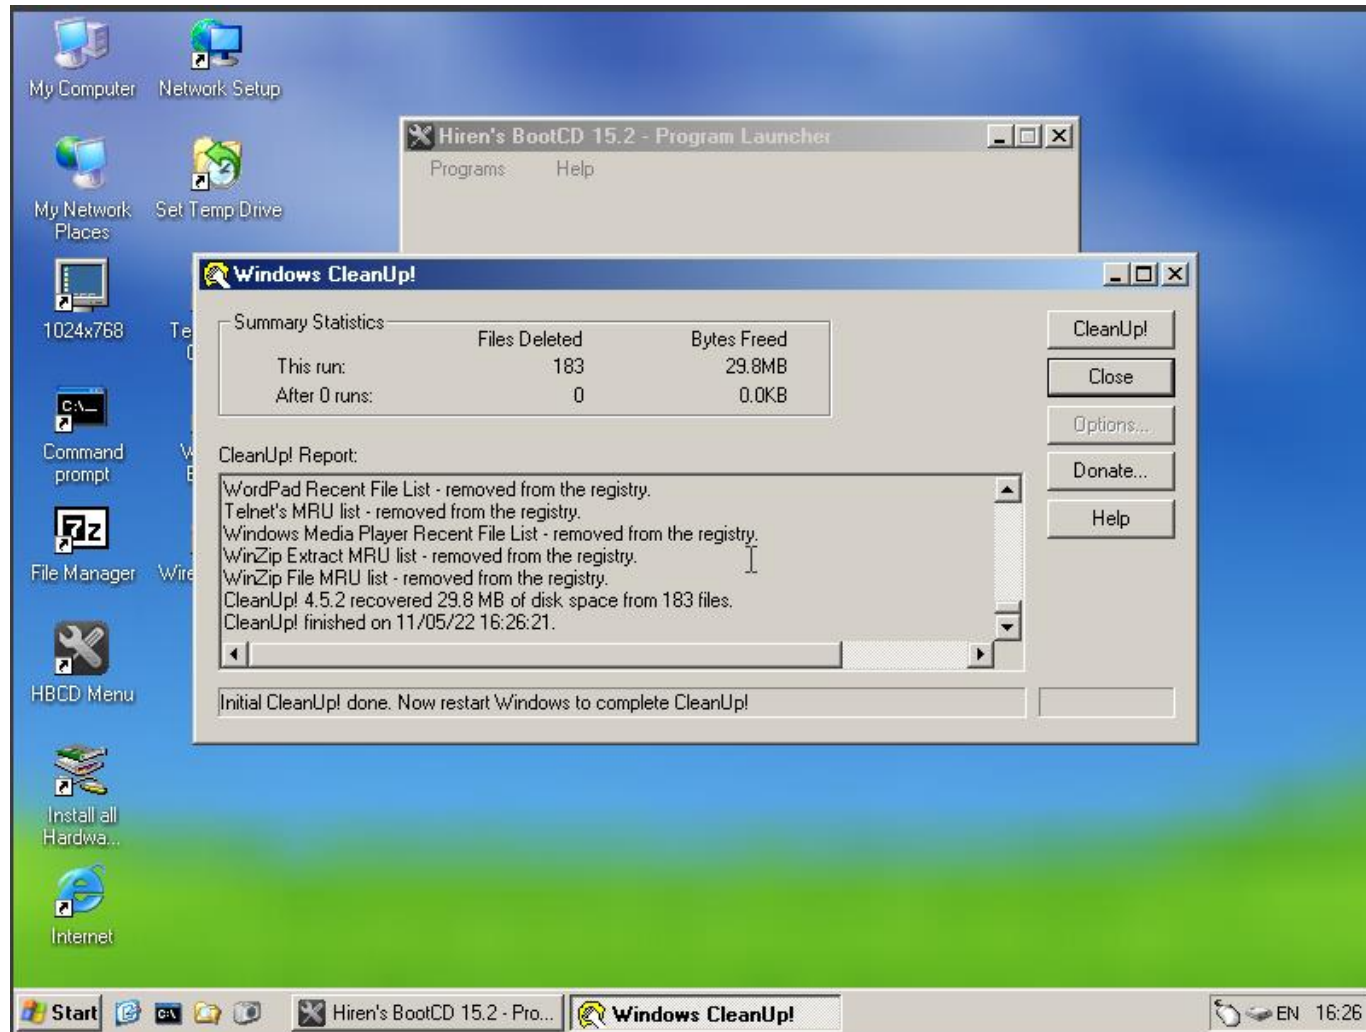 My Computer
Network Setup
My Network
Places
Set Temp Drive
1024x768
Te
Command
prompt
File Manager
Wire
HBCD Menu
Install all
Hardwa...
Internet
Hiren's BootCD 15.2 - Program Launcher
Programs Help
Windows CleanUp!
Summary Statistics
Files Deleted Bytes Freed
This run: 183 29.8MB
After 0 runs: 0 0.0KB
CleanUp!
Close
Options...
Donate...
Help
CleanUp! Report:
WordPad Recent File List - removed from the registry.
Telnet's MRU list - removed from the registry.
Windows Media Player Recent File List - removed from the registry.
WinZip Extract MRU list - removed from the registry.
WinZip File MRU list - removed from the registry.
CleanUp! 4.5.2 recovered 29.8 MB of disk space from 183 files.
CleanUp! finished on 11/05/22 16:26:21.
Initial CleanUp! done. Now restart Windows to complete CleanUp!
Start
Hiren's BootCD 15.2 - Pro...
Windows CleanUp!
EN 16:26